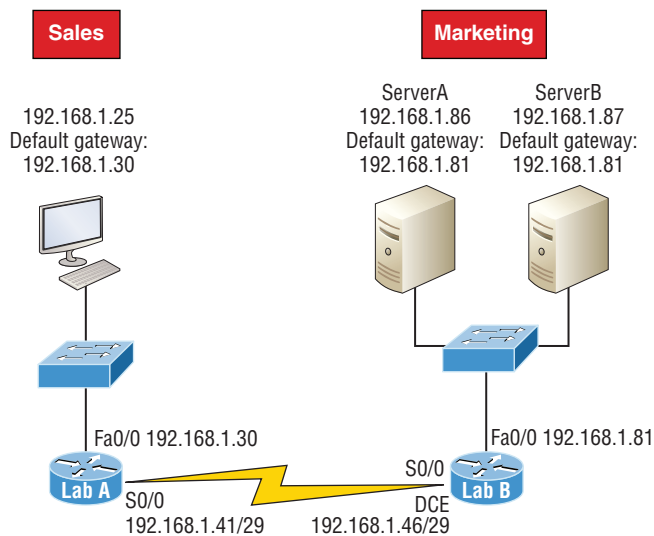 Sales
Marketing
192.168.1.25
Default gateway:
192.168.1.30
ServerA
192.168.1.86
Default gateway:
192.168.1.81
ServerB
192.168.1.87
Default gateway:
192.168.1.81
Fa0/0 192.168.1.30
Lab A
S0/0
192.168.1.41/29
Fa0/0 192.168.1.81
S0/0
Lab B
DCE
192.168.1.46/29